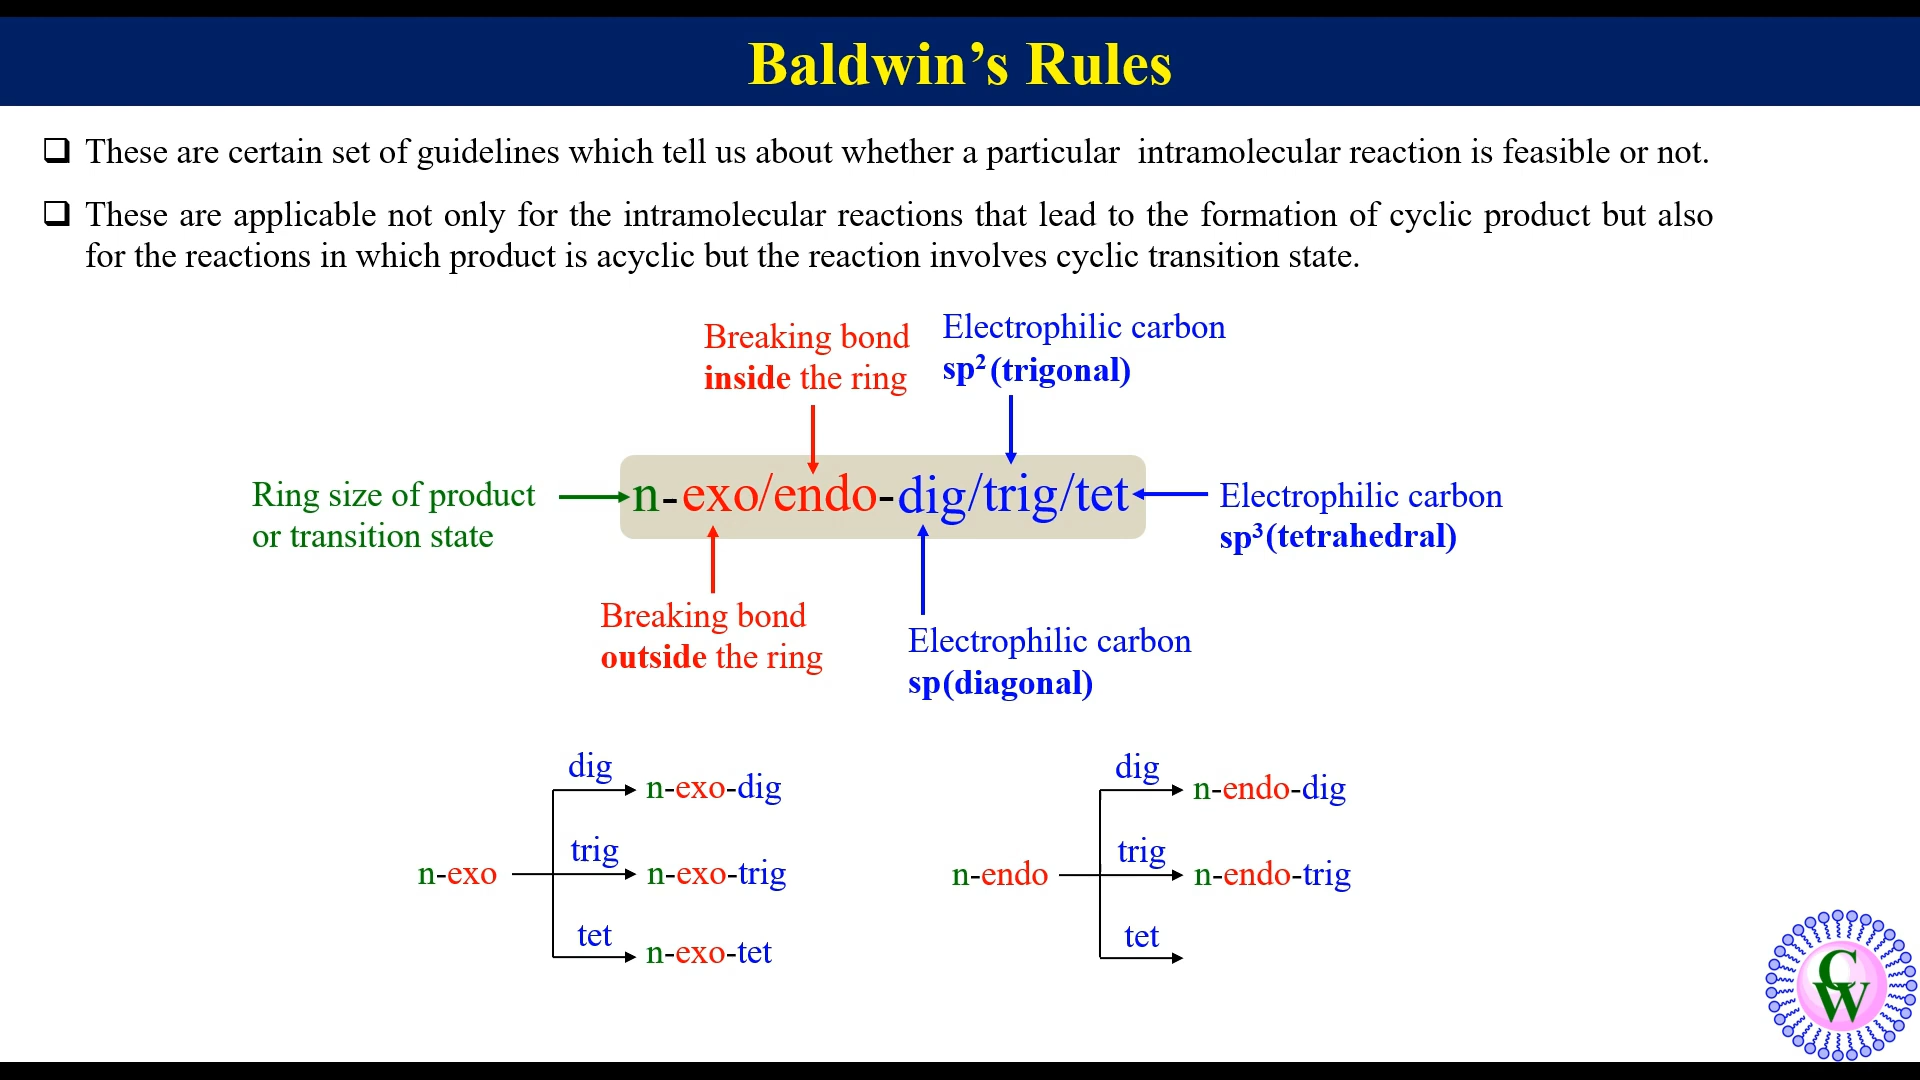 Baldwin’s Rules
These are certain set of guidelines which tell us about whether a particular intramolecular reaction is feasible or not.
These are applicable not only for the intramolecular reactions that lead to the formation of cyclic product but also
for the reactions in which product is acyclic but the reaction involves cyclic transition state.
Breaking bond
inside the ring
Electrophilic carbon
sp² (trigonal)
Ring size of product
or transition state
n-exo/endo-dig/trig/tet
Electrophilic carbon
sp³(tetrahedral)
Breaking bond
outside the ring
Electrophilic carbon
sp(diagonal)
n-exo
dig
n-exo-dig
trig
n-exo-trig
tet
n-exo-tet
n-endo
dig
n-endo-dig
trig
n-endo-trig
tet
CW